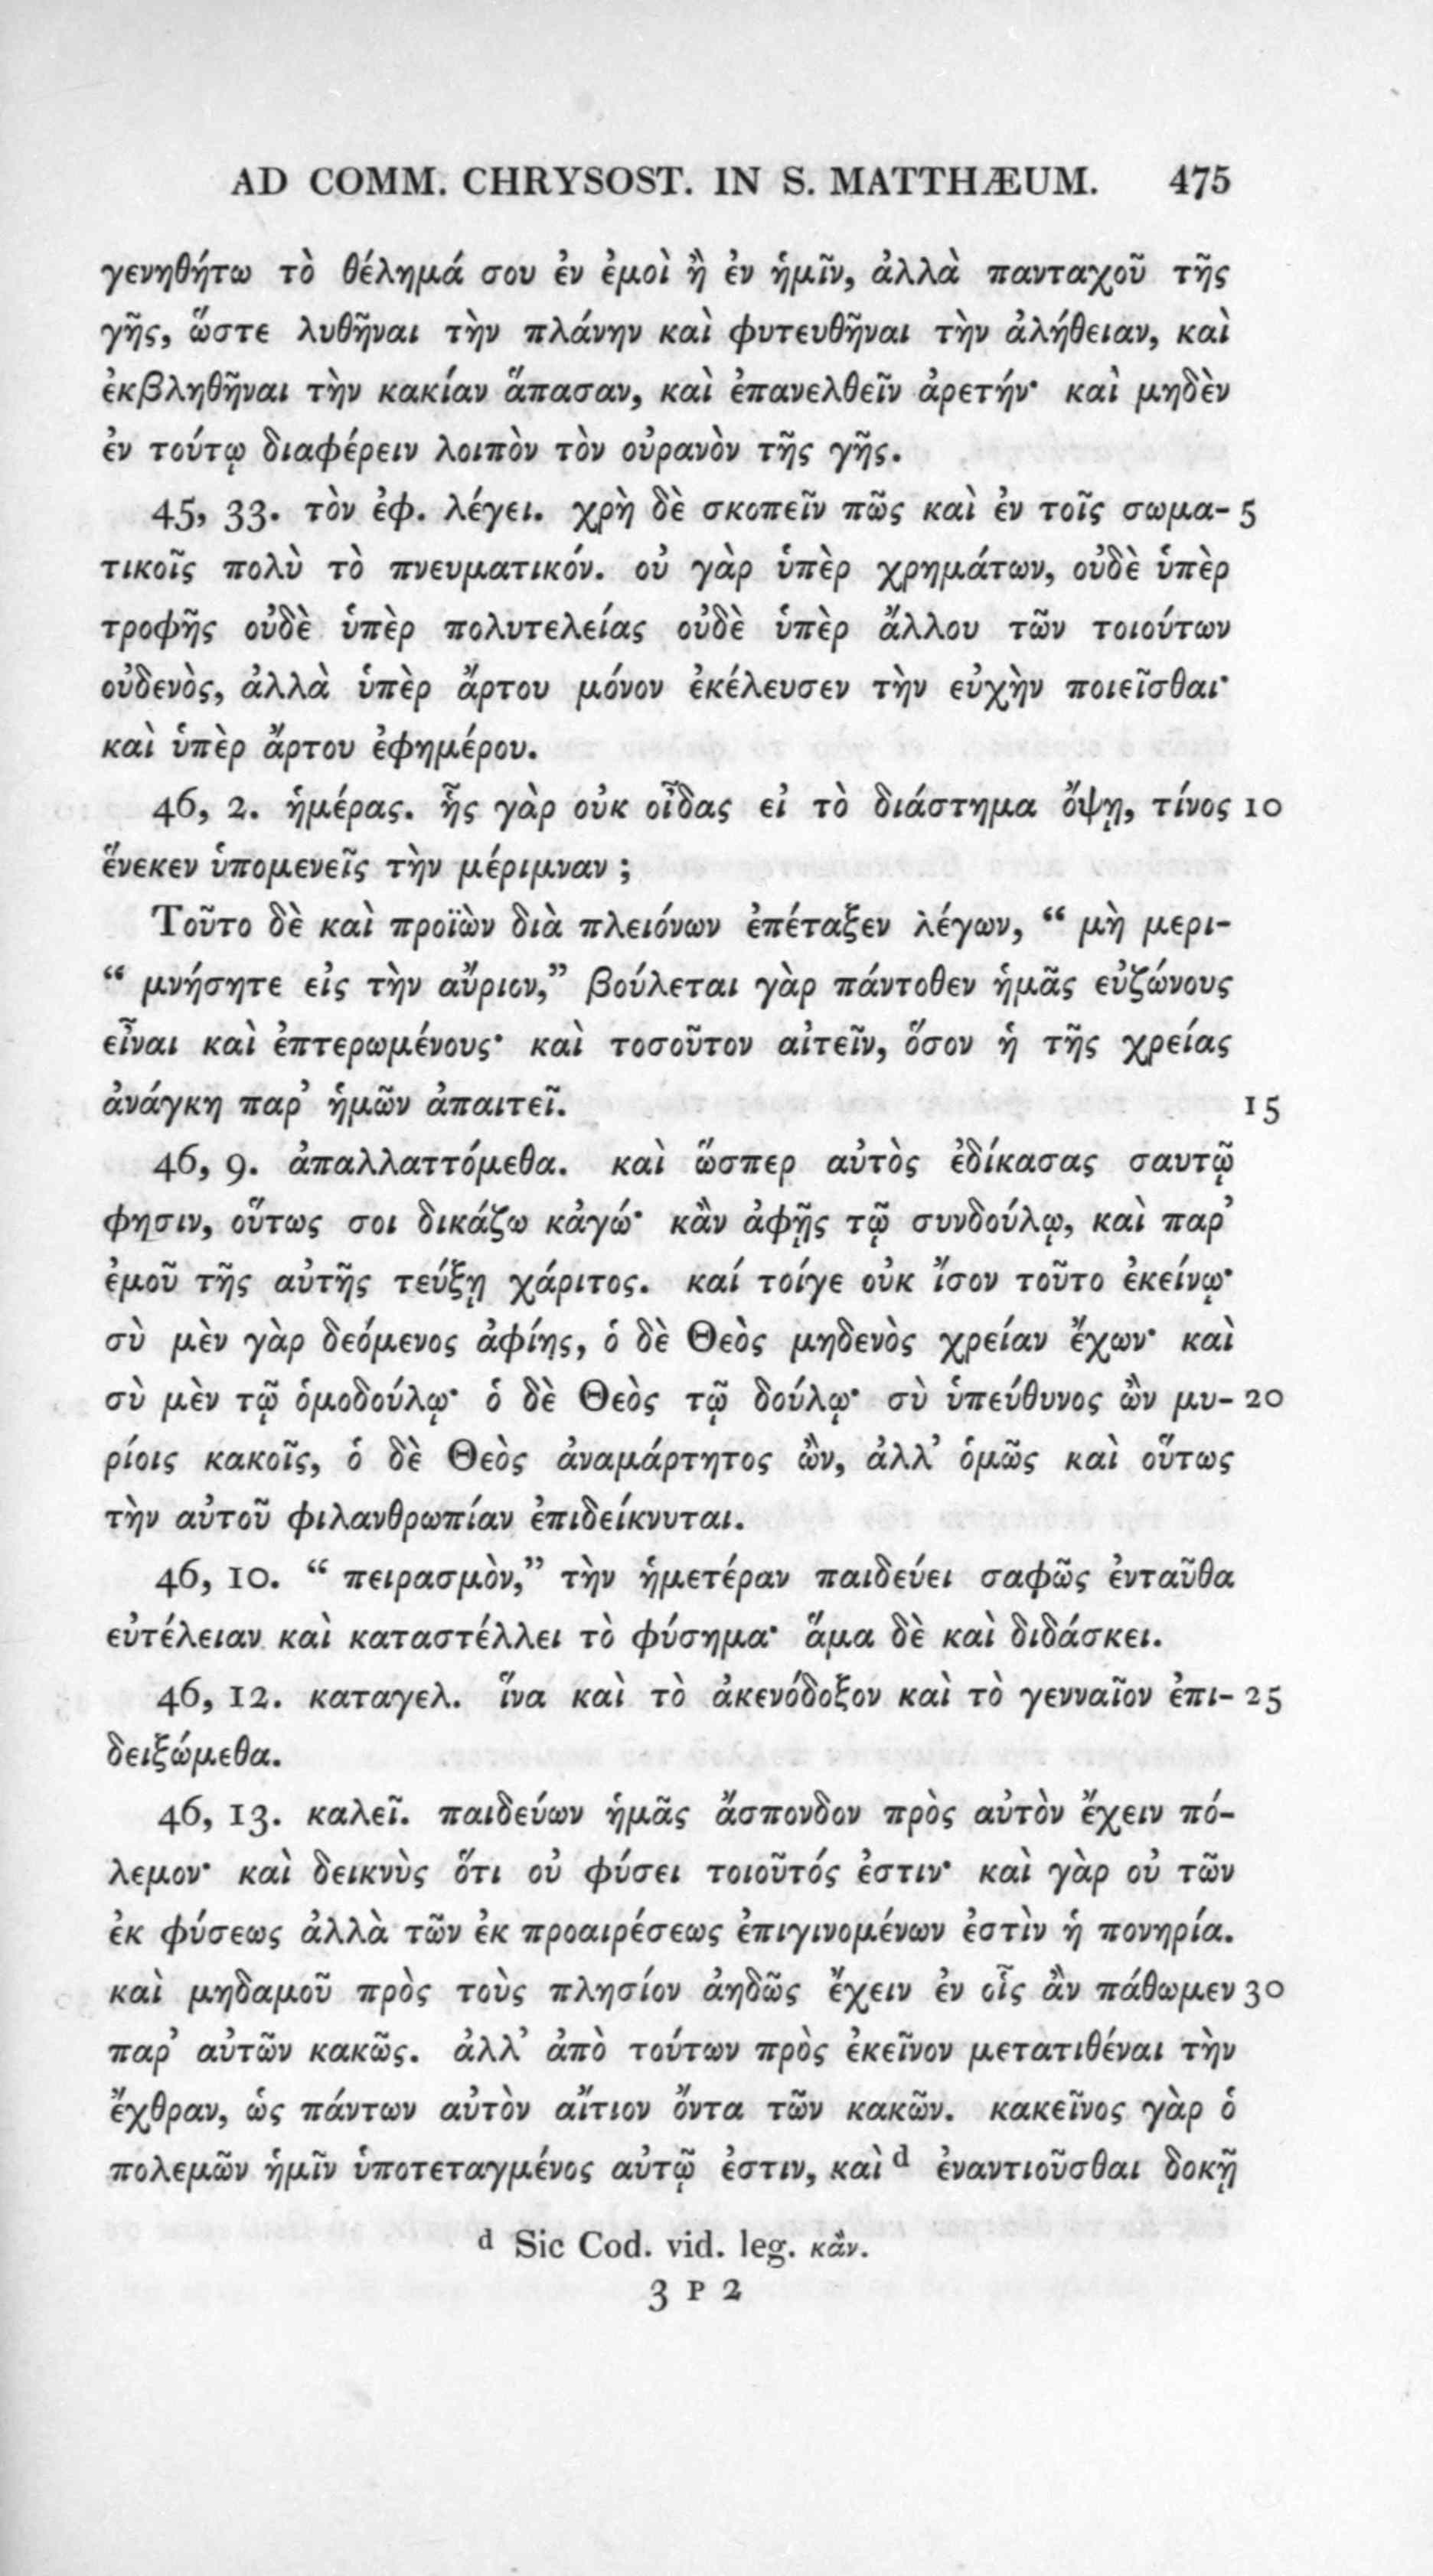 AD COMM. CHRYSOST. IN S. MATTHÆUM. 475
γενηθήτω τὸ θέλημά σου ἐν ἐμοὶ ἢ ἐν ἡμῖν, ἀλλὰ πανταχοῦ τῆς
γῆς, ὥστε λυθῆναι τὴν πλάνην καὶ φυτευθῆναι τὴν ἀλήθειαν, καὶ
ἐκβληθῆναι τὴν κακίαν ἅπασαν, καὶ ἐπανελθεῖν ἀρετήν· καὶ μηδὲν
ἐν τούτῳ διαφέρειν λοιπὸν τὸν οὐρανὸν τῆς γῆς.
45, 33. τὸν ἐφ. λέγει. χρὴ δὲ σκοπεῖν πῶς καὶ ἐν τοῖς σωμα- 5
τικοῖς πολὺ τὸ πνευματικόν. οὐ γὰρ ὑπὲρ χρημάτων, οὐδὲ ὑπὲρ
τροφῆς οὐδὲ ὑπὲρ πολυτελείας οὐδὲ ὑπὲρ ἄλλου τῶν τοιούτων
οὐδενὸς, ἀλλὰ ὑπὲρ ἄρτου μόνον ἐκέλευσεν τὴν εὐχὴν ποιεῖσθαι·
καὶ ὑπὲρ ἄρτου ἐφημέρου.
46, 2. ἡμέρας. ἧς γὰρ οὐκ οἶδας εἰ τὸ διάστημα ὄψῃ, τίνος 10
ἕνεκεν ὑπομενεῖς τὴν μέριμναν ;
Τοῦτο δὲ καὶ προϊὼν διὰ πλειόνων ἐπέταξεν λέγων, “ μὴ μερι-
“ μνήσητε εἰς τὴν αὔριον,” βούλεται γὰρ πάντοθεν ἡμᾶς εὐζώνους
εἶναι καὶ ἐπτερωμένους· καὶ τοσοῦτον αἰτεῖν, ὅσον ἡ τῆς χρείας
ἀνάγκη παρ’ ἡμῶν ἀπαιτεῖ. 15
46, 9. ἀπαλλαττόμεθα. καὶ ὥσπερ αὐτὸς ἐδίκασας σαυτῷ
φησιν, οὕτως σοι δικάζω κἀγώ· κἂν ἀφῇς τῷ συνδούλῳ, καὶ παρ’
ἐμοῦ τῆς αὐτῆς τεύξῃ χάριτος. καί τοίγε οὐκ ἴσον τοῦτο ἐκείνῳ·
σὺ μὲν γὰρ δεόμενος ἀφίης, ὁ δὲ Θεὸς μηδενὸς χρείαν ἔχων· καὶ
σὺ μὲν τῷ ὁμοδούλῳ· ὁ δὲ Θεὸς τῷ δούλῳ· σὺ ὑπεύθυνος ὢν μυ- 20
ρίοις κακοῖς, ὁ δὲ Θεὸς ἀναμάρτητος ὢν, ἀλλ’ ὁμῶς καὶ οὕτως
τὴν αὐτοῦ φιλανθρωπίαν ἐπιδείκνυται.
46, 10. “ πειρασμὸν,” τὴν ἡμετέραν παιδεύει σαφῶς ἐνταῦθα
εὐτέλειαν καὶ καταστέλλει τὸ φύσημα· ἅμα δὲ καὶ διδάσκει.
46, 12. καταγελ. ἵνα καὶ τὸ ἀκενόδοξον καὶ τὸ γενναῖον ἐπι- 25
δειξώμεθα.
46, 13. καλεῖ. παιδεύων ἡμᾶς ἄσπονδον πρὸς αὐτὸν ἔχειν πό-
λεμον· καὶ δεικνὺς ὅτι οὐ φύσει τοιοῦτός ἐστιν· καὶ γὰρ οὐ τῶν
ἐκ φύσεως ἀλλὰ τῶν ἐκ προαιρέσεως ἐπιγινομένων ἐστὶν ἡ πονηρία.
καὶ μηδαμοῦ πρὸς τοὺς πλησίον ἀηδῶς ἔχειν ἐν οἷς ἂν πάθωμεν 30
παρ’ αὐτῶν κακῶς. ἀλλ’ ἀπὸ τούτων πρὸς ἐκεῖνον μετατιθέναι τὴν
ἔχθραν, ὡς πάντων αὐτὸν αἴτιον ὄντα τῶν κακῶν. κακεῖνος γὰρ ὁ
πολεμῶν ἡμῖν ὑποτεταγμένος αὐτῷ ἐστιν, καὶ d ἐναντιοῦσθαι δοκῇ
d Sic Cod. vid. leg. κἂν.
3 P 2